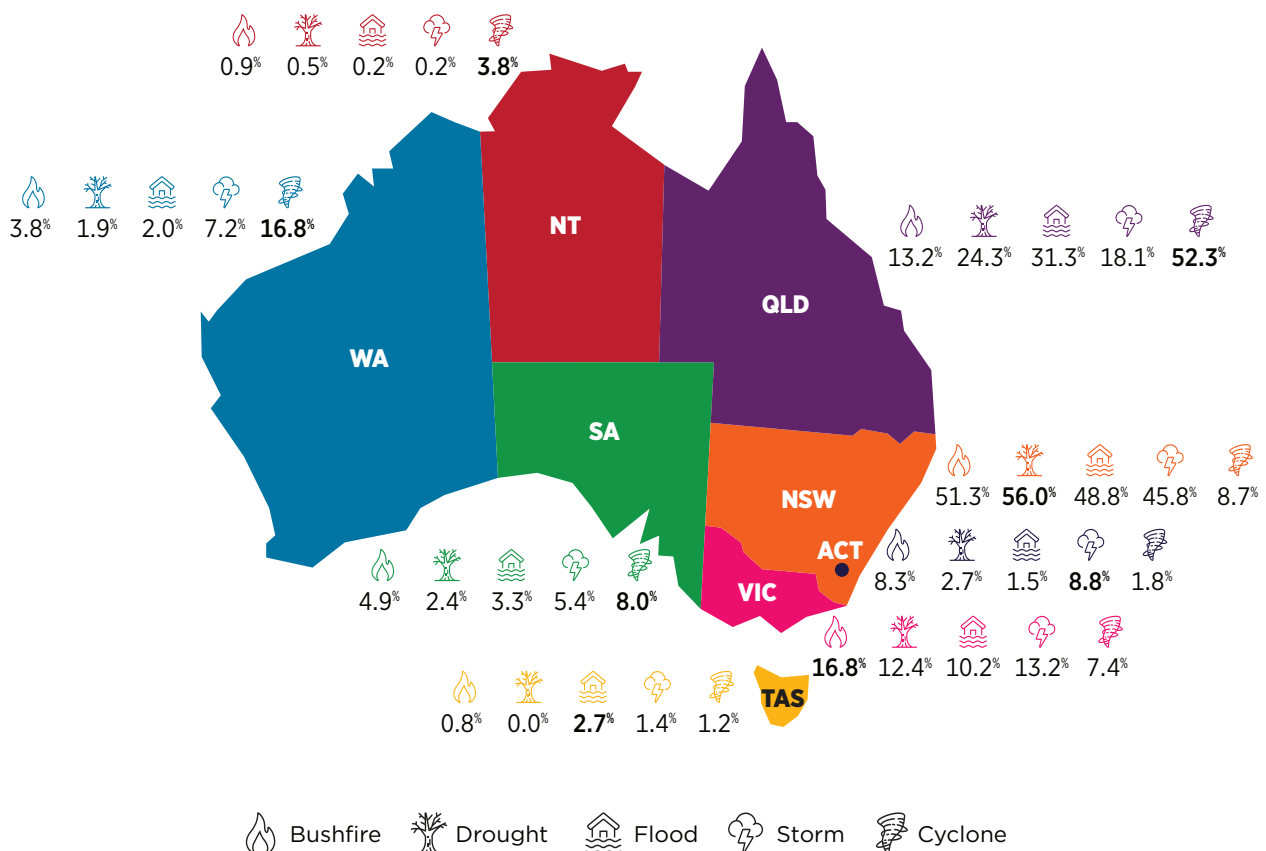 0.9% 0.5% 0.2% 0.2% 3.8%
3.8% 1.9% 2.0% 7.2% 16.8%
NT
13.2% 24.3% 31.3% 18.1% 52.3%
QLD
WA
SA
NSW
51.3% 56.0% 48.8% 45.8% 8.7%
ACT
8.3% 2.7% 1.5% 8.8% 1.8%
VIC
4.9% 2.4% 3.3% 5.4% 8.0%
16.8% 12.4% 10.2% 13.2% 7.4%
TAS
0.8% 0.0% 2.7% 1.4% 1.2%
Bushfire Drought Flood Storm Cyclone